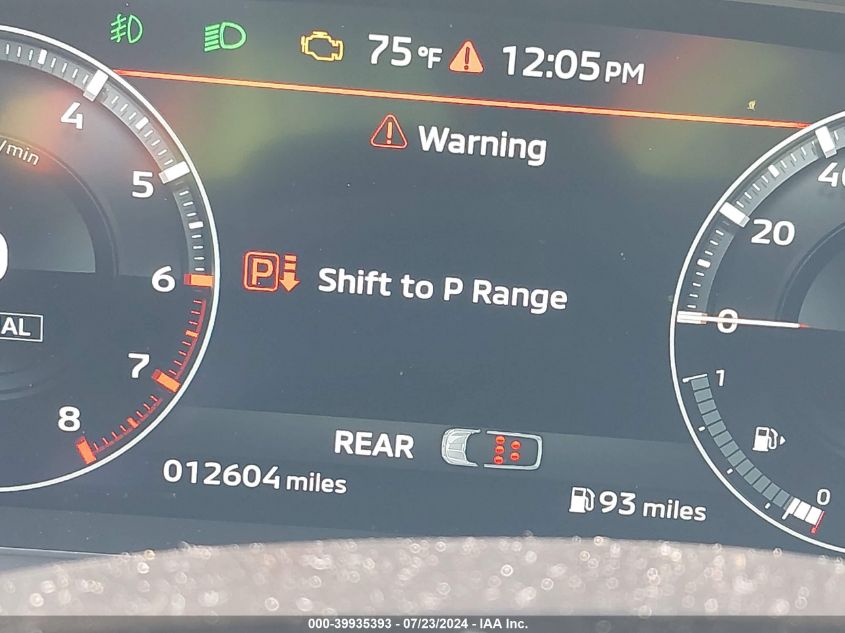 75°F 12:05PM
Warning
4
5
6
7
8
/min
AL
P Shift to P Range
20
0
1
0
REAR
012604 miles
93 miles
000-39935393 - 07/23/2024 - IAA Inc.